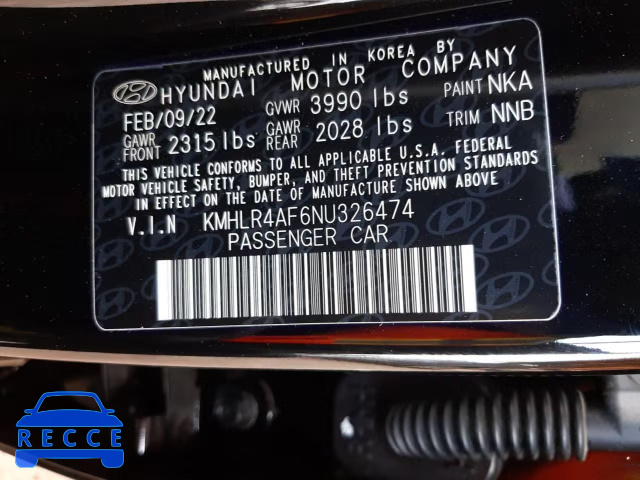 MANUFACTURED IN KOREA BY
HYUNDAI MOTOR COMPANY
FEB/09/22 GVWR 3990 lbs PAINT NKA
GAWR FRONT 2315 lbs GAWR REAR 2028 lbs TRIM NNB
THIS VEHICLE CONFORMS TO ALL APPLICABLE U.S.A. FEDERAL
MOTOR VEHICLE SAFETY, BUMPER, AND THEFT PREVENTION STANDARDS
IN EFFECT ON THE DATE OF MANUFACTURE SHOWN ABOVE.
V.I.N KMHLR4AF6NU326474
PASSENGER CAR
RECCE